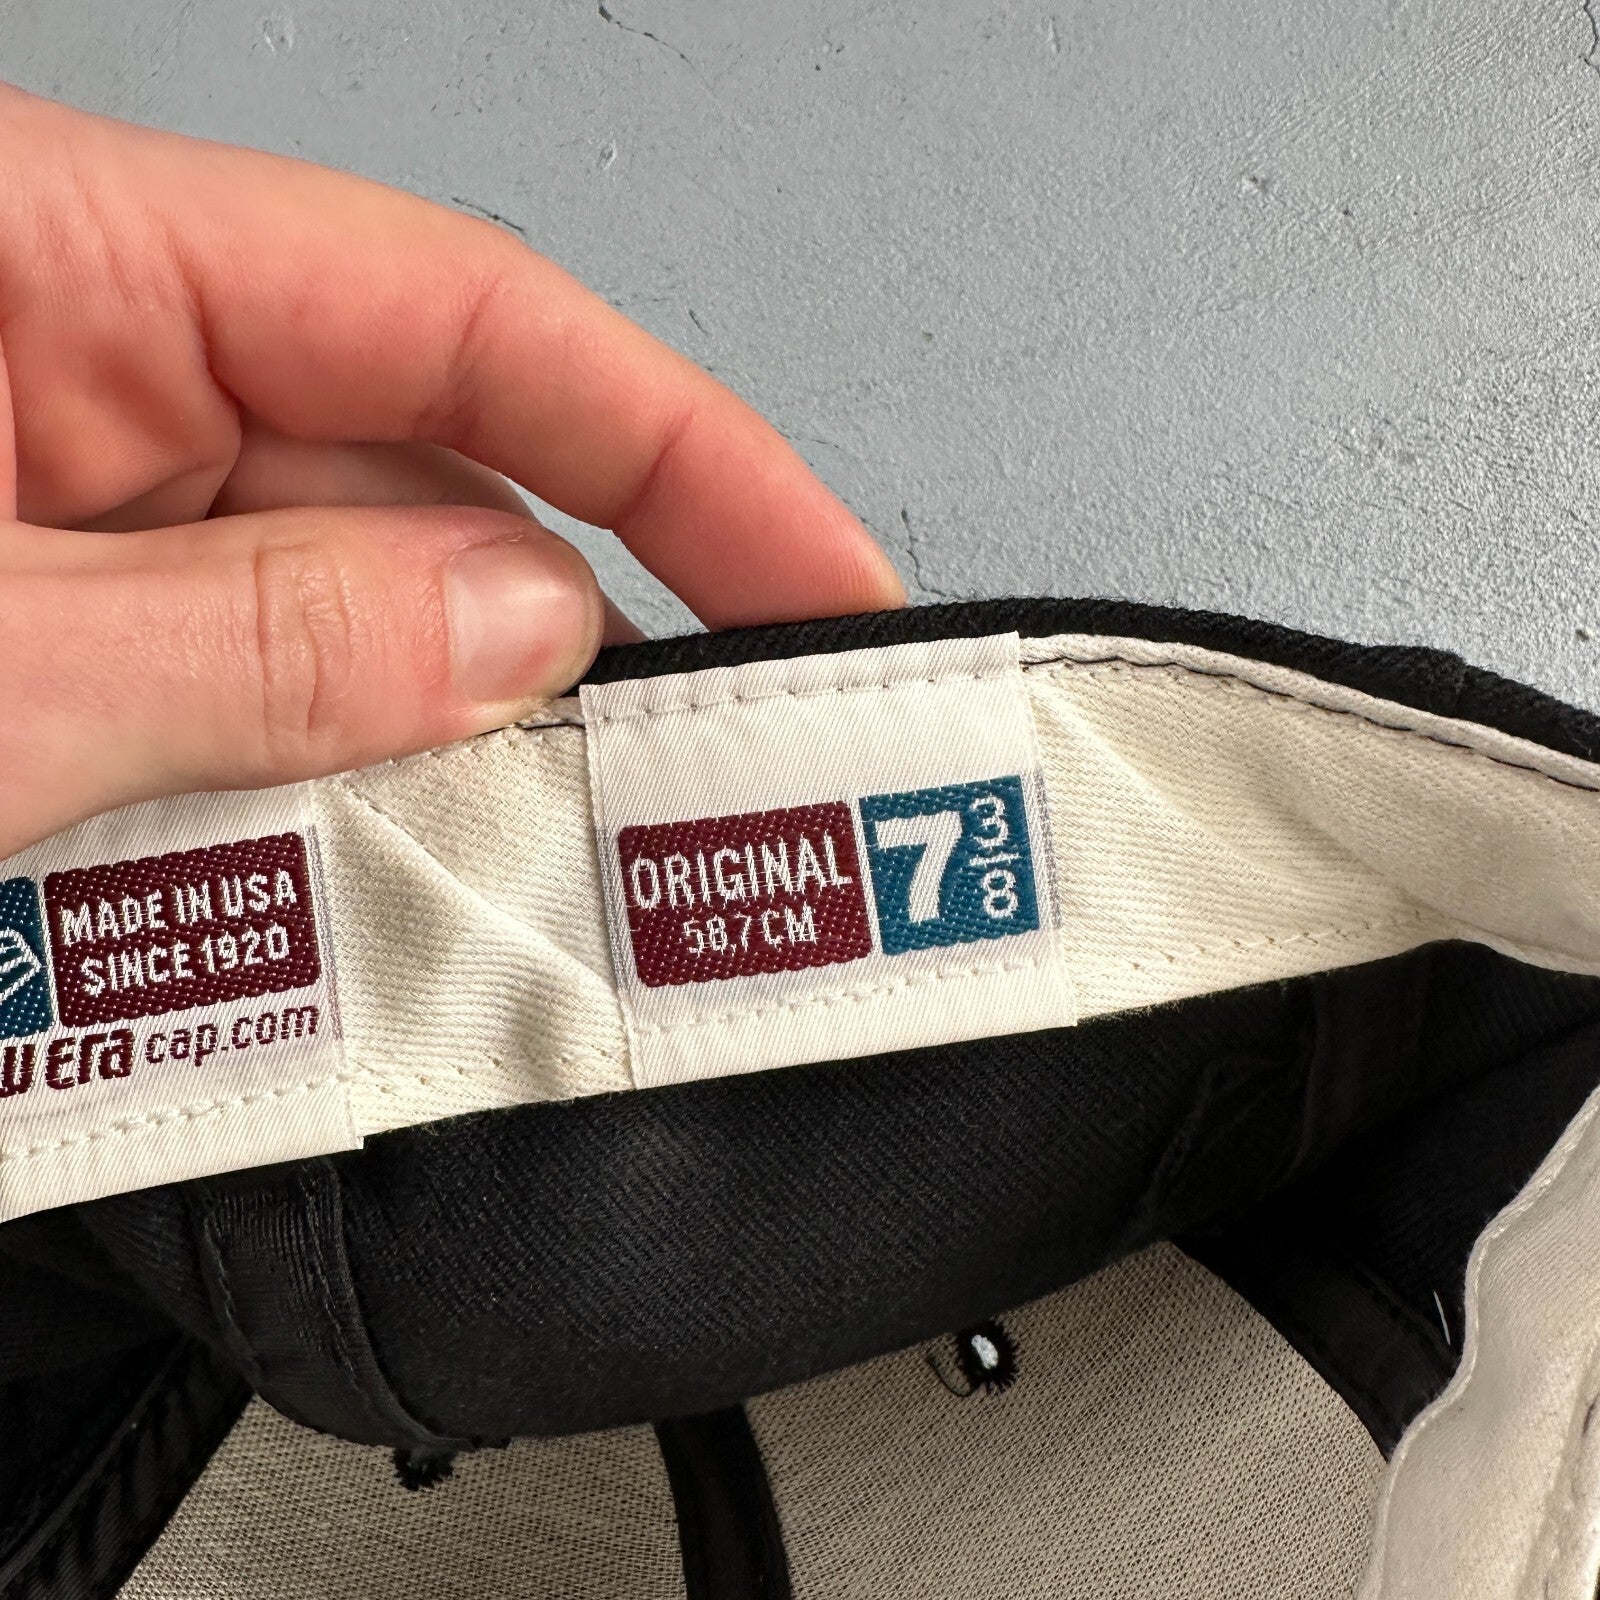 MADE IN USA
SINCE 1920
W ERA cap.com
ORIGINAL
58,7 CM
7 3/8